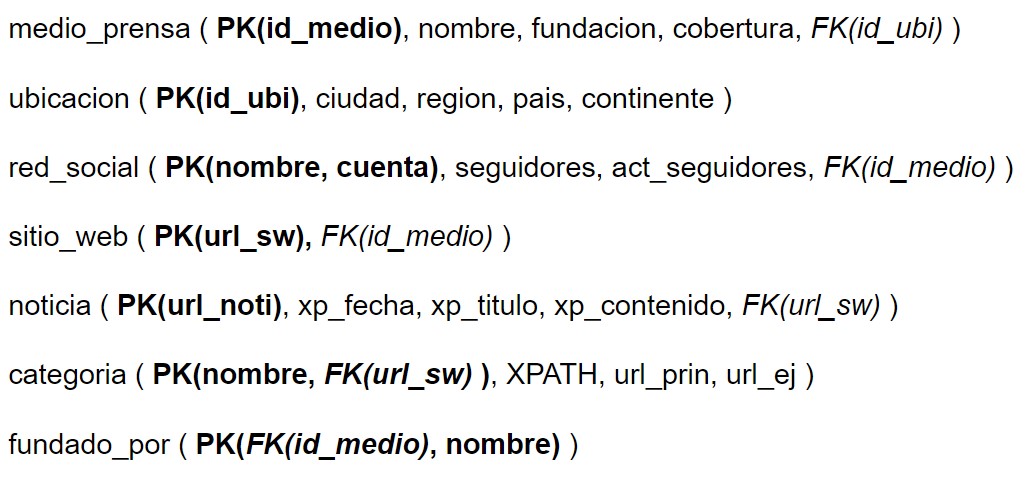 medio_prensa ( PK(id_medio), nombre, fundacion, cobertura, FK(id_ubi) )
ubicacion ( PK(id_ubi), ciudad, region, pais, continente )
red_social ( PK(nombre, cuenta), seguidores, act_seguidores, FK(id_medio) )
sitio_web ( PK(url_sw), FK(id_medio) )
noticia ( PK(url_noti), xp_fecha, xp_titulo, xp_contenido, FK(url_sw) )
categoria ( PK(nombre, FK(url_sw) ), XPATH, url_prin, url_ej )
fundado_por ( PK(FK(id_medio), nombre) )